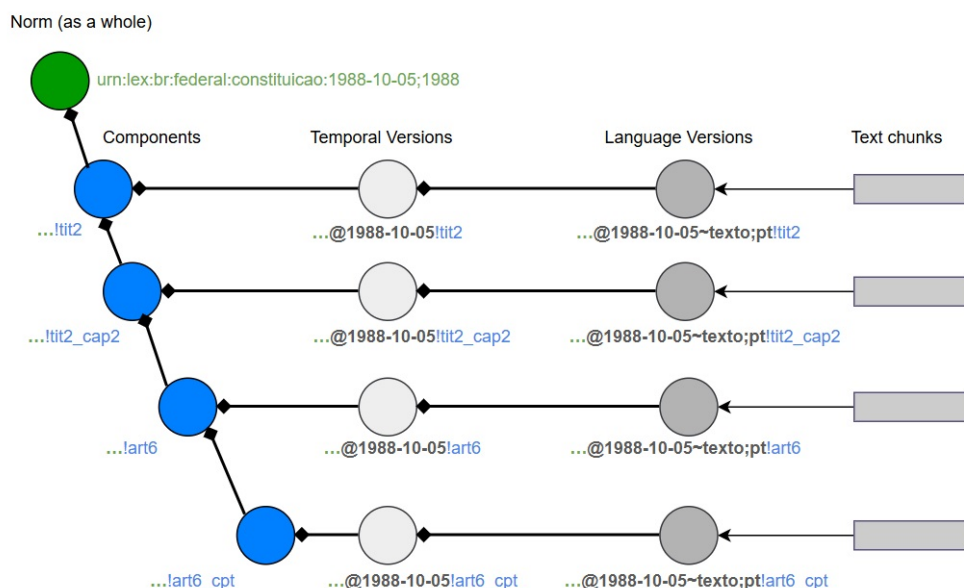 Norm (as a whole)
urn:lex:br:federal:constituicao:1988-10-05;1988
Components
Temporal Versions
Language Versions
Text chunks
...!tit2
...@1988-10-05!tit2
...@1988-10-05~texto;pt!tit2
...!tit2_cap2
...@1988-10-05!tit2_cap2
...@1988-10-05~texto;pt!tit2_cap2
...!art6
...@1988-10-05!art6
...@1988-10-05~texto;pt!art6
...!art6_cpt
...@1988-10-05!art6_cpt
...@1988-10-05~texto;pt!art6_cpt